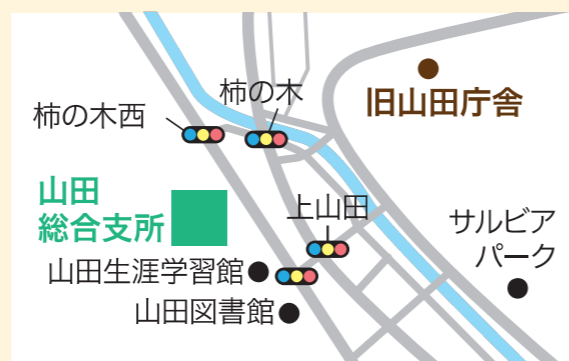 柿の木
柿の木西
旧山田庁舎
山田
総合支所
上山田
サルビア
パーク
山田生涯学習館
山田図書館